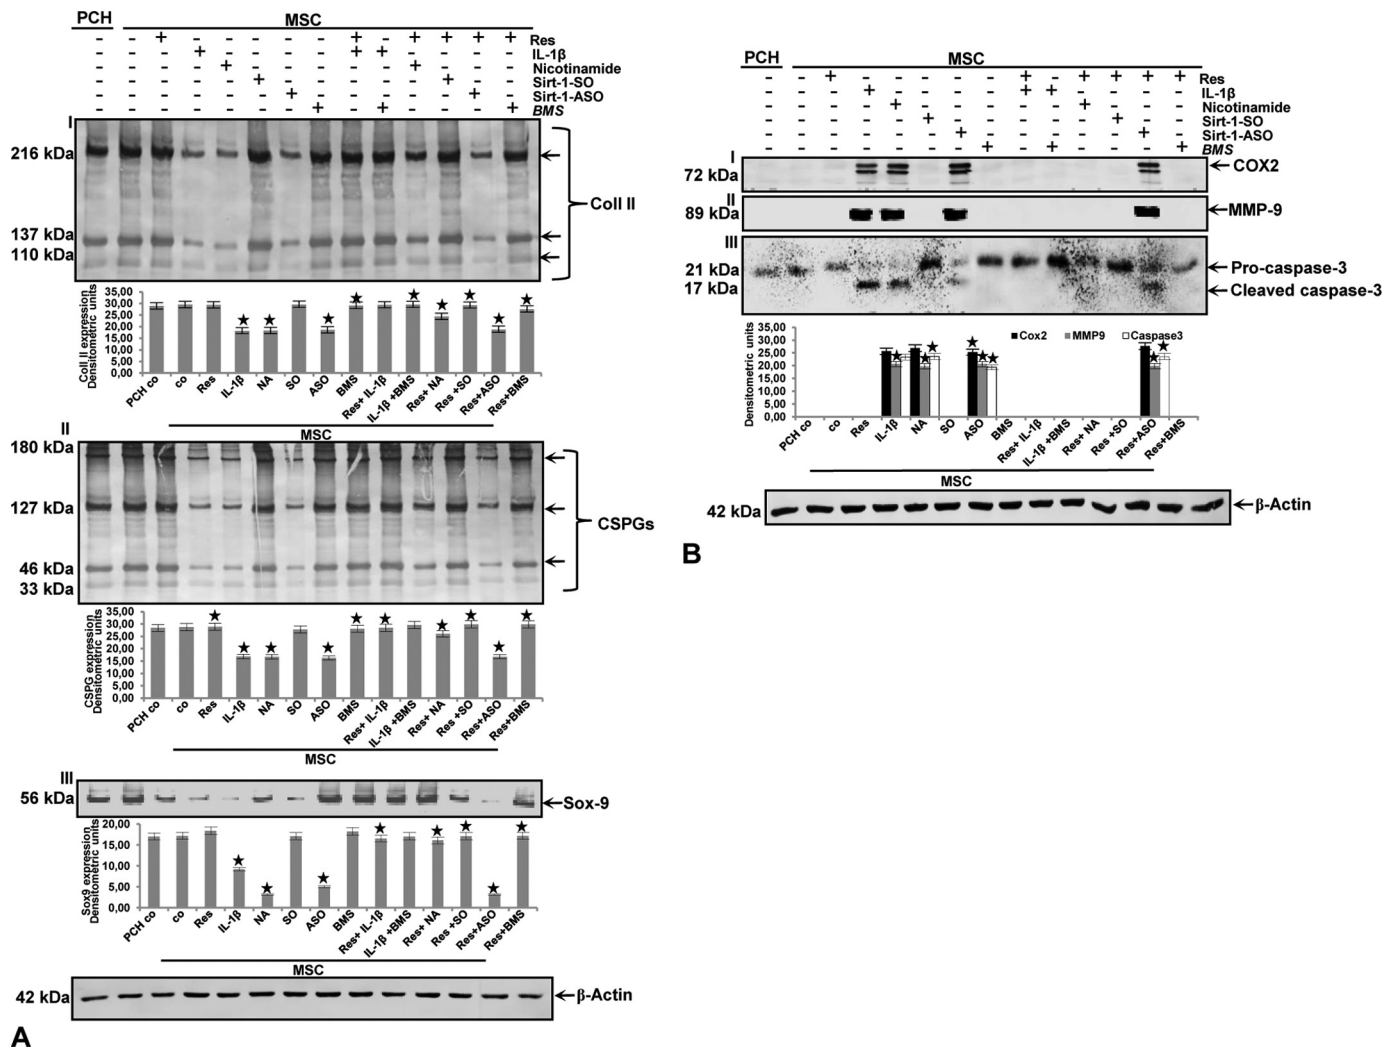 PCH MSC
- - + - - - - - + - + + + + Res
- - - + - - - - + + - - - - IL-1β
- - - - + - - - - - + - - - Nicotinamide
- - - - - + - - - - - + - - Sirt-1-SO
- - - - - - + - - - - - + - Sirt-1-ASO
- - - - - - - + - + - - - + BMS
I
216 kDa
137 kDa
110 kDa
Coll II
Coll II expression
Densitometric units
35,00
30,00
25,00
20,00
15,00
10,00
5,00
0,00
PCH co co Res IL-1β NA SO ASO BMS Res+ IL-1β IL-1β +BMS Res+ NA Res +SO Res+ASO Res+BMS
MSC
II
180 kDa
127 kDa
46 kDa
33 kDa
CSPGs
CSPG expression
Densitometric units
35,00
30,00
25,00
20,00
15,00
10,00
5,00
0,00
PCH co co Res IL-1β NA SO ASO BMS Res+ IL-1β IL-1β +BMS Res+ NA Res +SO Res+ASO Res+BMS
MSC
III
56 kDa
Sox-9
Sox9 expression
Densitometric units
20,00
15,00
10,00
5,00
0,00
PCH co co Res IL-1β NA SO ASO BMS Res+ IL-1β IL-1β +BMS Res+ NA Res +SO Res+ASO Res+BMS
MSC
42 kDa
β-Actin
A
PCH MSC
- - + - - - - - + - + + + + Res
- - - + - - - - + + - - - - IL-1β
- - - - + - - - - - + - - - Nicotinamide
- - - - - + - - - - - + - - Sirt-1-SO
- - - - - - + - - - - - + - Sirt-1-ASO
- - - - - - - + - + - - - + BMS
I
72 kDa
COX2
II
89 kDa
MMP-9
III
21 kDa
17 kDa
Pro-caspase-3
Cleaved caspase-3
Densitometric units
35,00
30,00
25,00
20,00
15,00
10,00
5,00
0,00
Cox2 MMP9 Caspase3
PCH co co Res IL-1β NA SO ASO BMS Res+ IL-1β IL-1β +BMS Res+ NA Res +SO Res+ASO Res+BMS
MSC
42 kDa
β-Actin
B